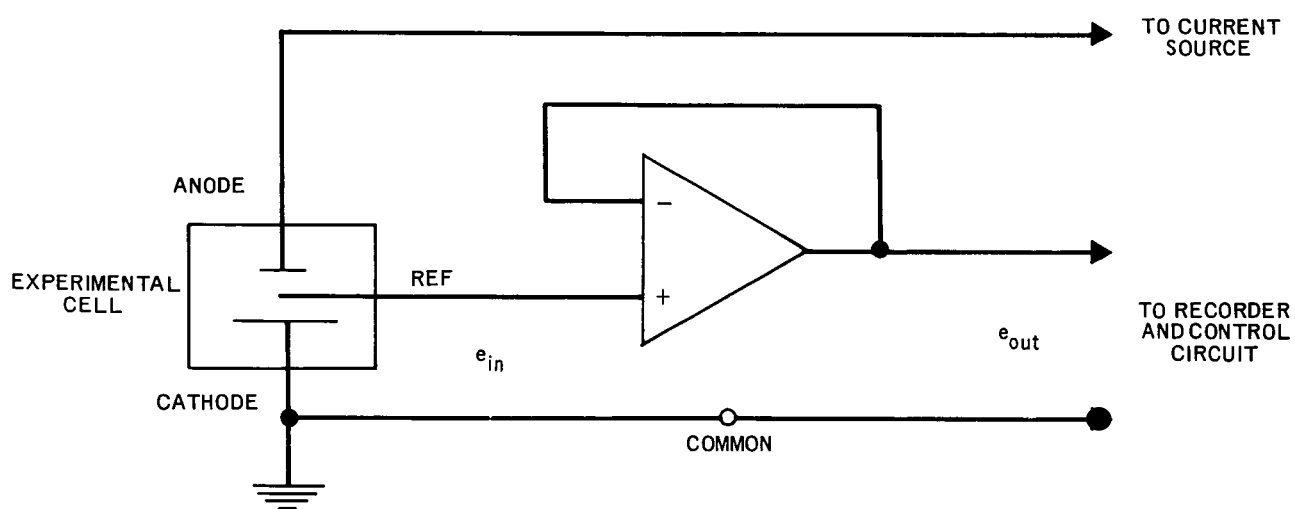 TO CURRENT
SOURCE
ANODE
−
EXPERIMENTAL
CELL
REF
+
TO RECORDER
AND CONTROL
CIRCUIT
e_in
e_out
CATHODE
COMMON